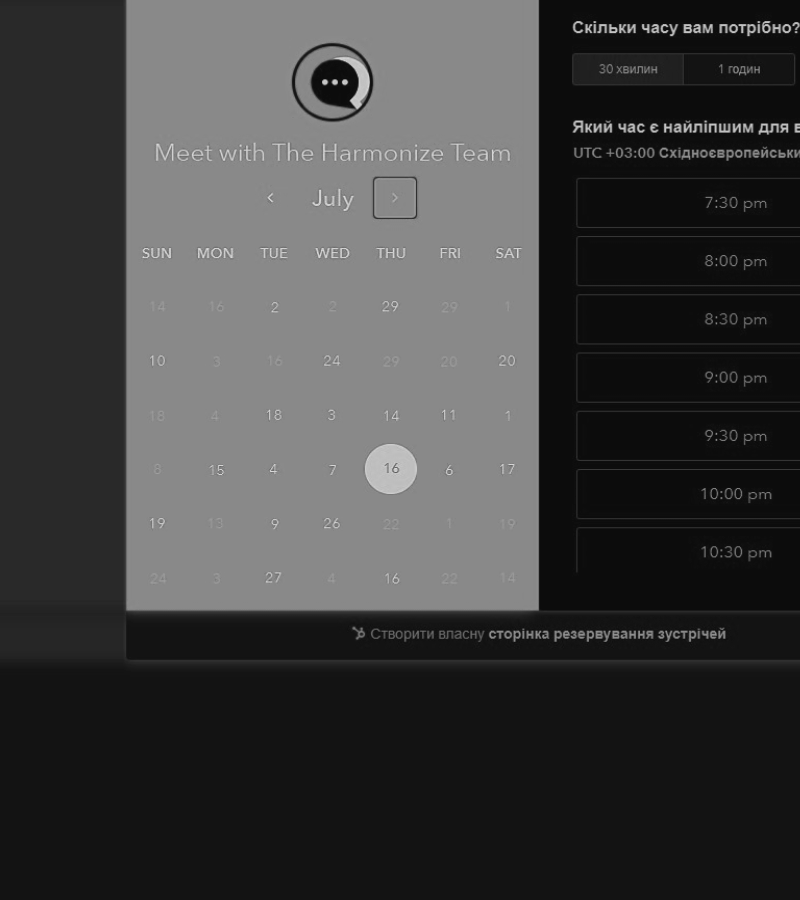 Meet with The Harmonize Team
July
SUN MON TUE WED THU FRI SAT
14 16 2 2 29 29 1
10 3 16 24 29 20 20
18 4 18 3 14 11 1
8 15 4 7 16 6 17
19 13 9 26 22 1 19
24 3 27 4 16 22 14
Скільки часу вам потрібно?
30 хвилин 1 годин
Який час є найліпшим для в
UTC +03:00 Східноєвропейськи
7:30 pm
8:00 pm
8:30 pm
9:00 pm
9:30 pm
10:00 pm
10:30 pm
Створити власну сторінка резервування зустрічей